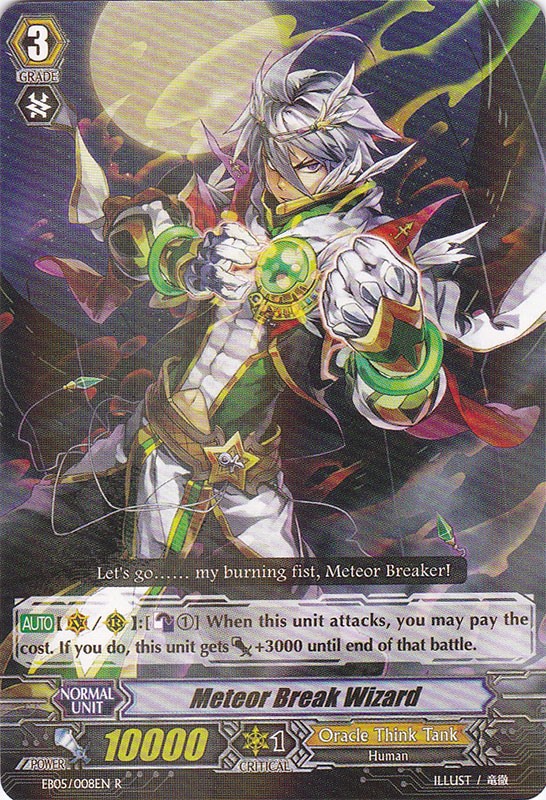 3
GRADE
Let's go...... my burning fist, Meteor Breaker!
AUTO [ V / R ]:[ ①] When this unit attacks, you may pay the
cost. If you do, this unit gets +3000 until end of that battle.
NORMAL
UNIT
Meteor Break Wizard
POWER
10000
1
CRITICAL
Oracle Think Tank
Human
EB05/008EN R
ILLUST / 竜徹